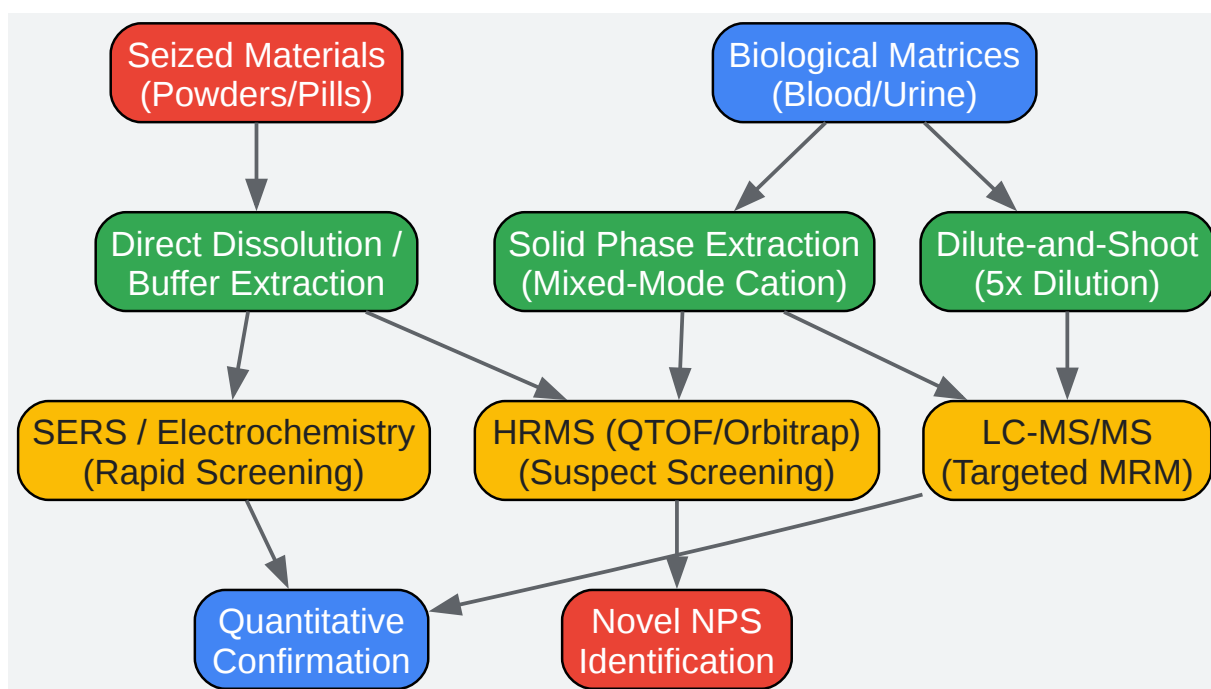 Seized Materials
(Powders/Pills)
Biological Matrices
(Blood/Urine)
Direct Dissolution /
Buffer Extraction
Solid Phase Extraction
(Mixed-Mode Cation)
Dilute-and-Shoot
(5x Dilution)
SERS / Electrochemistry
(Rapid Screening)
HRMS (QTOF/Orbitrap)
(Suspect Screening)
LC-MS/MS
(Targeted MRM)
Quantitative
Confirmation
Novel NPS
Identification